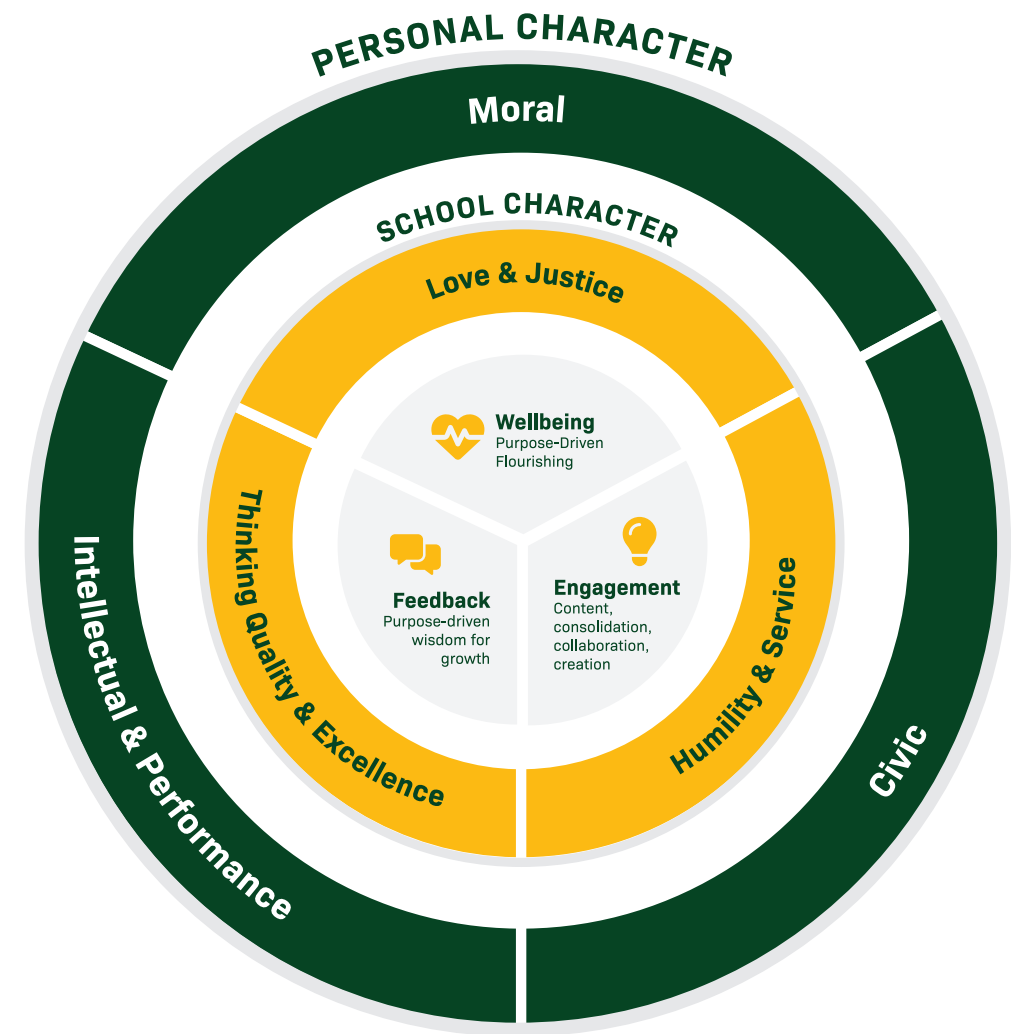 PERSONAL CHARACTER
Moral
SCHOOL CHARACTER
Love & Justice
Wellbeing
Purpose-Driven
Flourishing
Thinking Quality & Excellence
Feedback
Purpose-driven
wisdom for
growth
Engagement
Content,
consolidation,
collaboration,
creation
Humility & Service
Intellectual & Performance
Civic